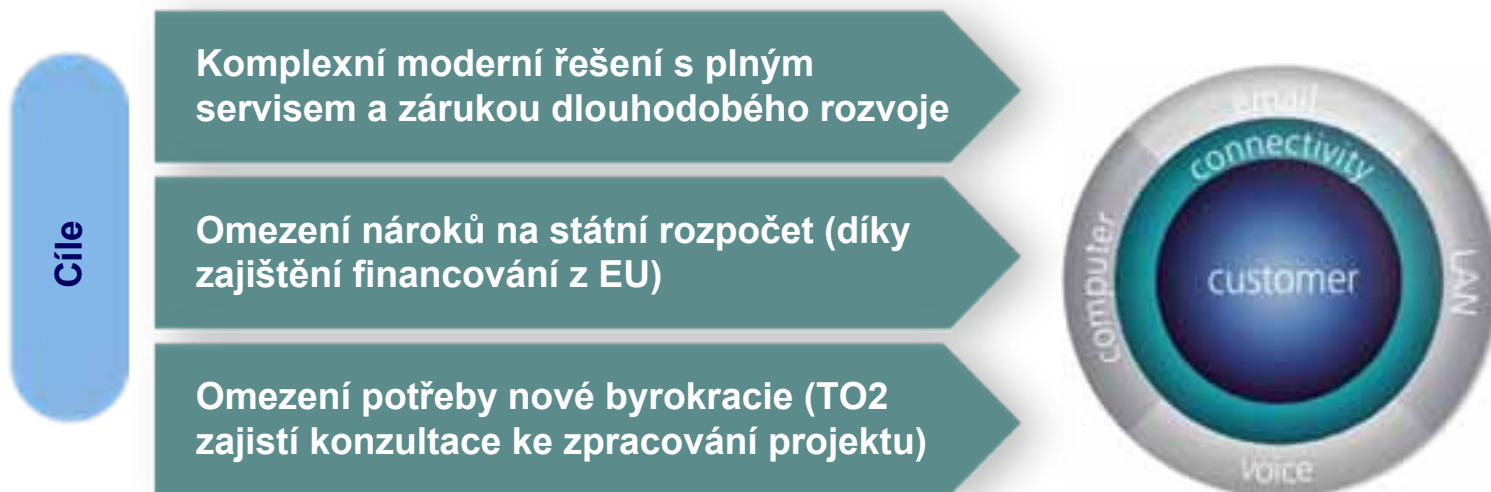 Cíle
Komplexní moderní řešení s plným
servisem a zárukou dlouhodobého rozvoje
Omezení nároků na státní rozpočet (díky
zajištění financování z EU)
Omezení potřeby nové byrokracie (TO2
zajistí konzultace ke zpracování projektu)
email
connectivity
computer
customer
LAN
voice